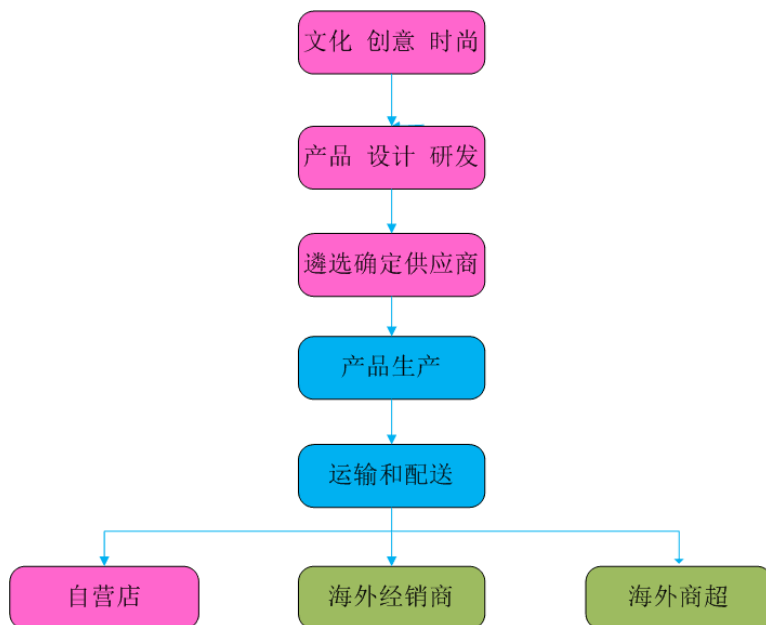 文化 创意 时尚
产品 设计 研发
遴选确定供应商
产品生产
运输和配送
自营店
海外经销商
海外商超